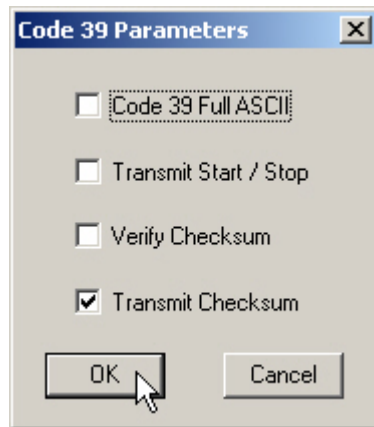 Code 39 Parameters
Code 39 Full ASCII
Transmit Start / Stop
Verify Checksum
Transmit Checksum
OK Cancel